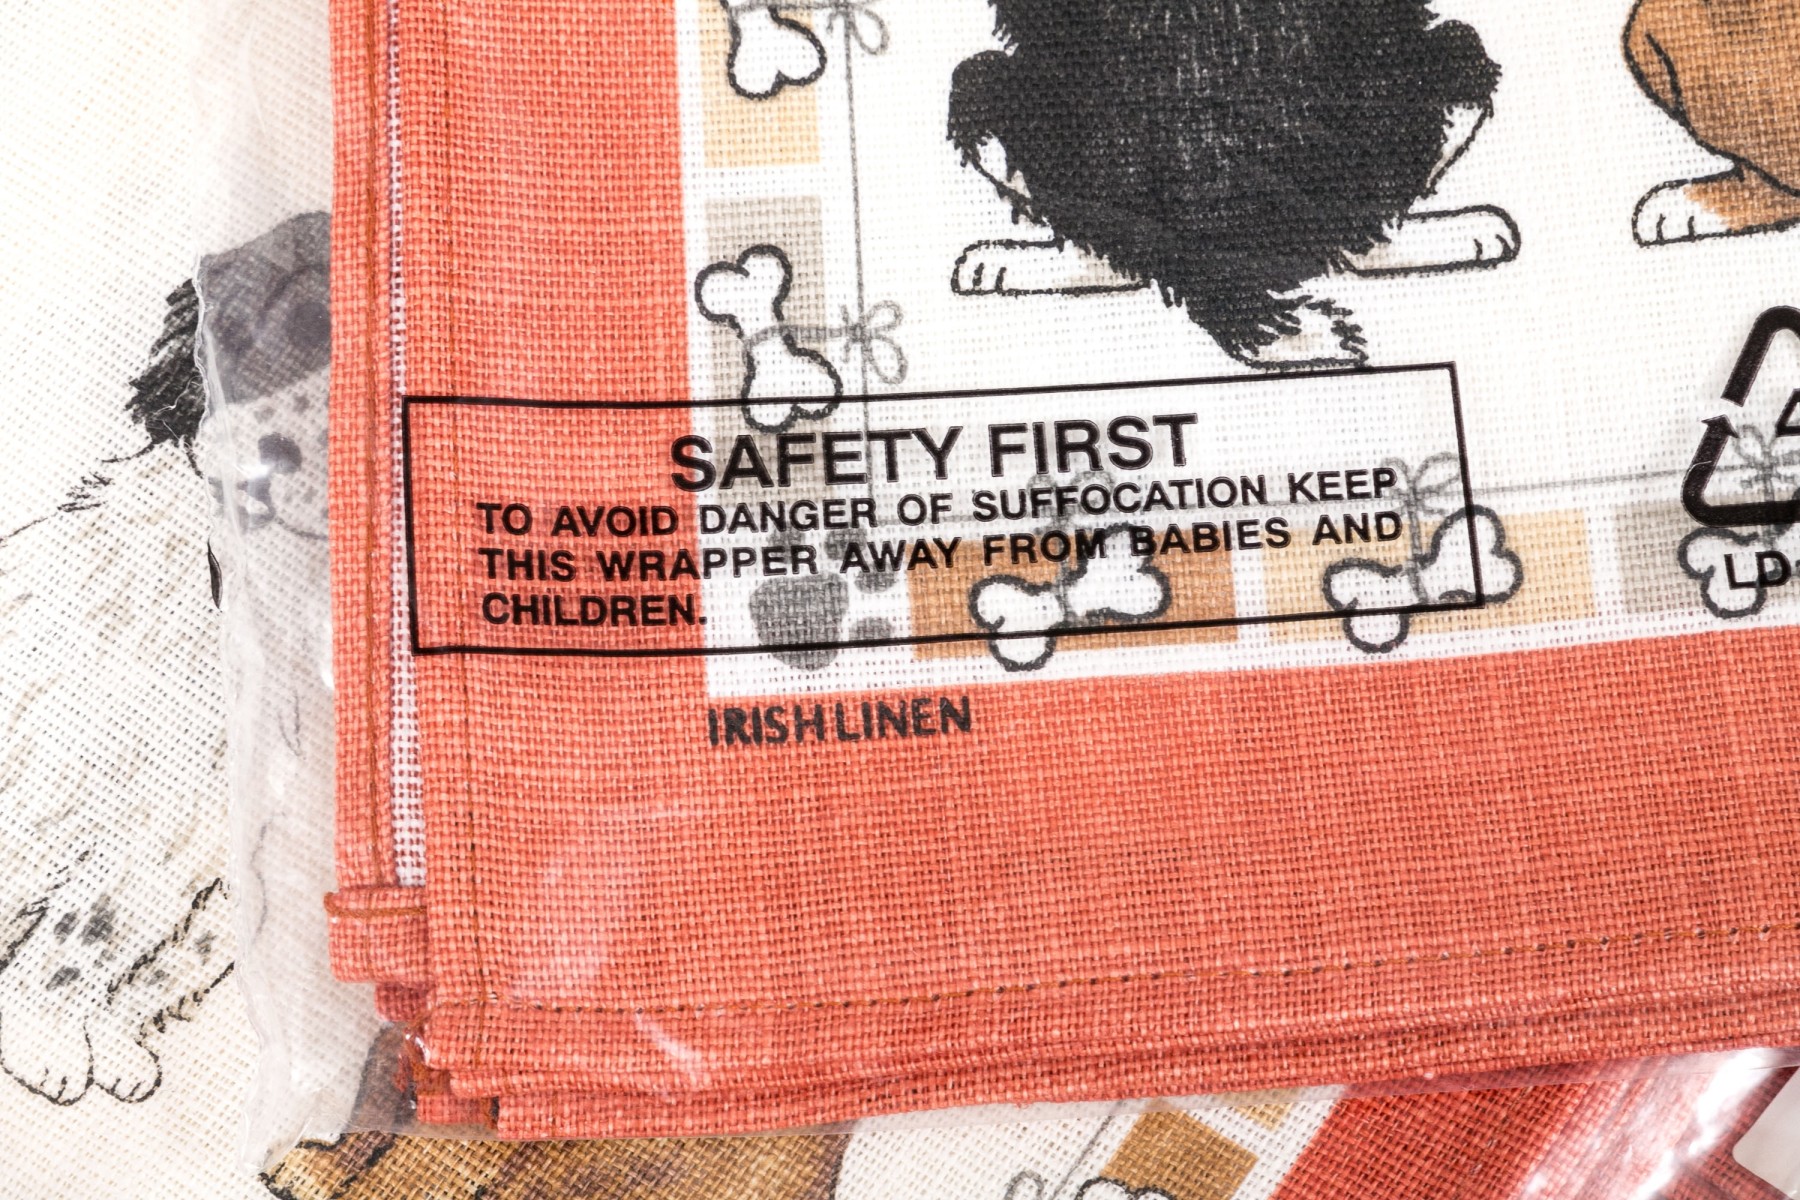 SAFETY FIRST
TO AVOID DANGER OF SUFFOCATION KEEP
THIS WRAPPER AWAY FROM BABIES AND
CHILDREN.
IRISH LINEN